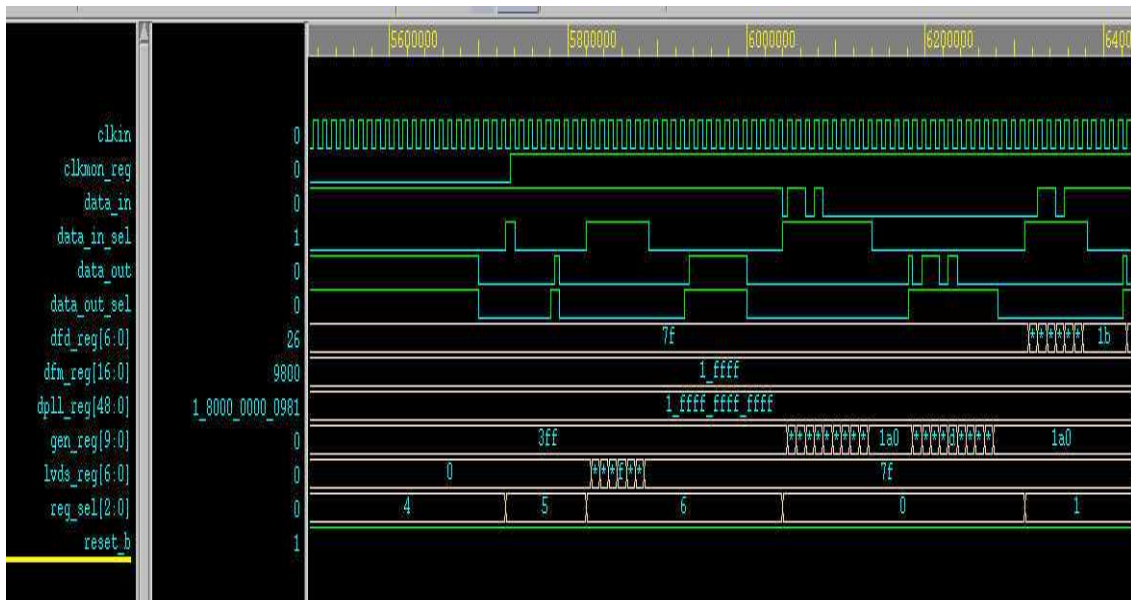 5600000 5800000 6000000 6200000 6400
clkin 0
clkmon_reg 0
data_in 0
data_in_sel 1
data_out 0
data_out_sel 0
dfd_reg[6:0] 26 7f * * * * * * 1b
dfm_reg[16:0] 9800 1_ffff
dpll_reg[48:0] 1_8000_0000_0981 1_ffff_ffff_ffff
gen_reg[9:0] 0 3ff * * * * * * * * * 1a0 * * * * d * * * * 1a0
lvds_reg[6:0] 0 0 * * * f * * 7f
reg_sel[2:0] 0 4 5 6 0 1
reset_b 1